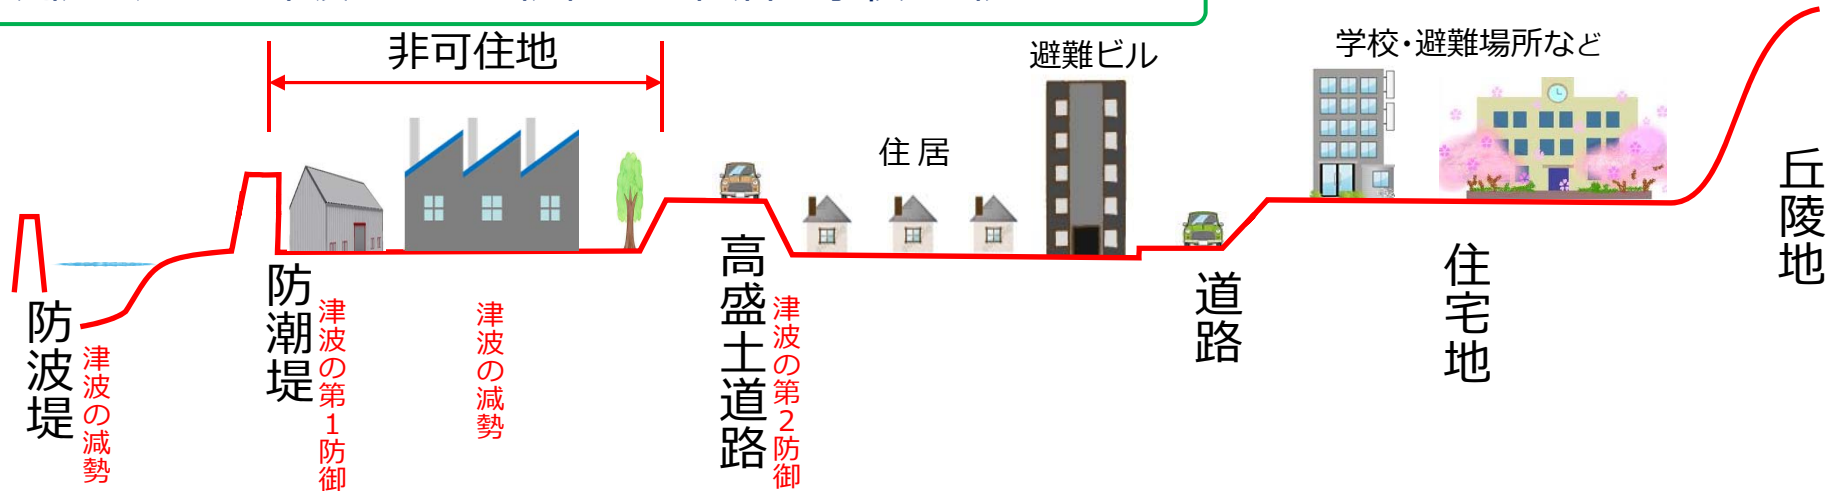 非可住地
避難ビル
学校・避難場所など
住居
防波堤
津波の減勢
防潮堤
津波の第1防御
津波の減勢
高盛土道路
津波の第2防御
道路
住宅地
丘陵地